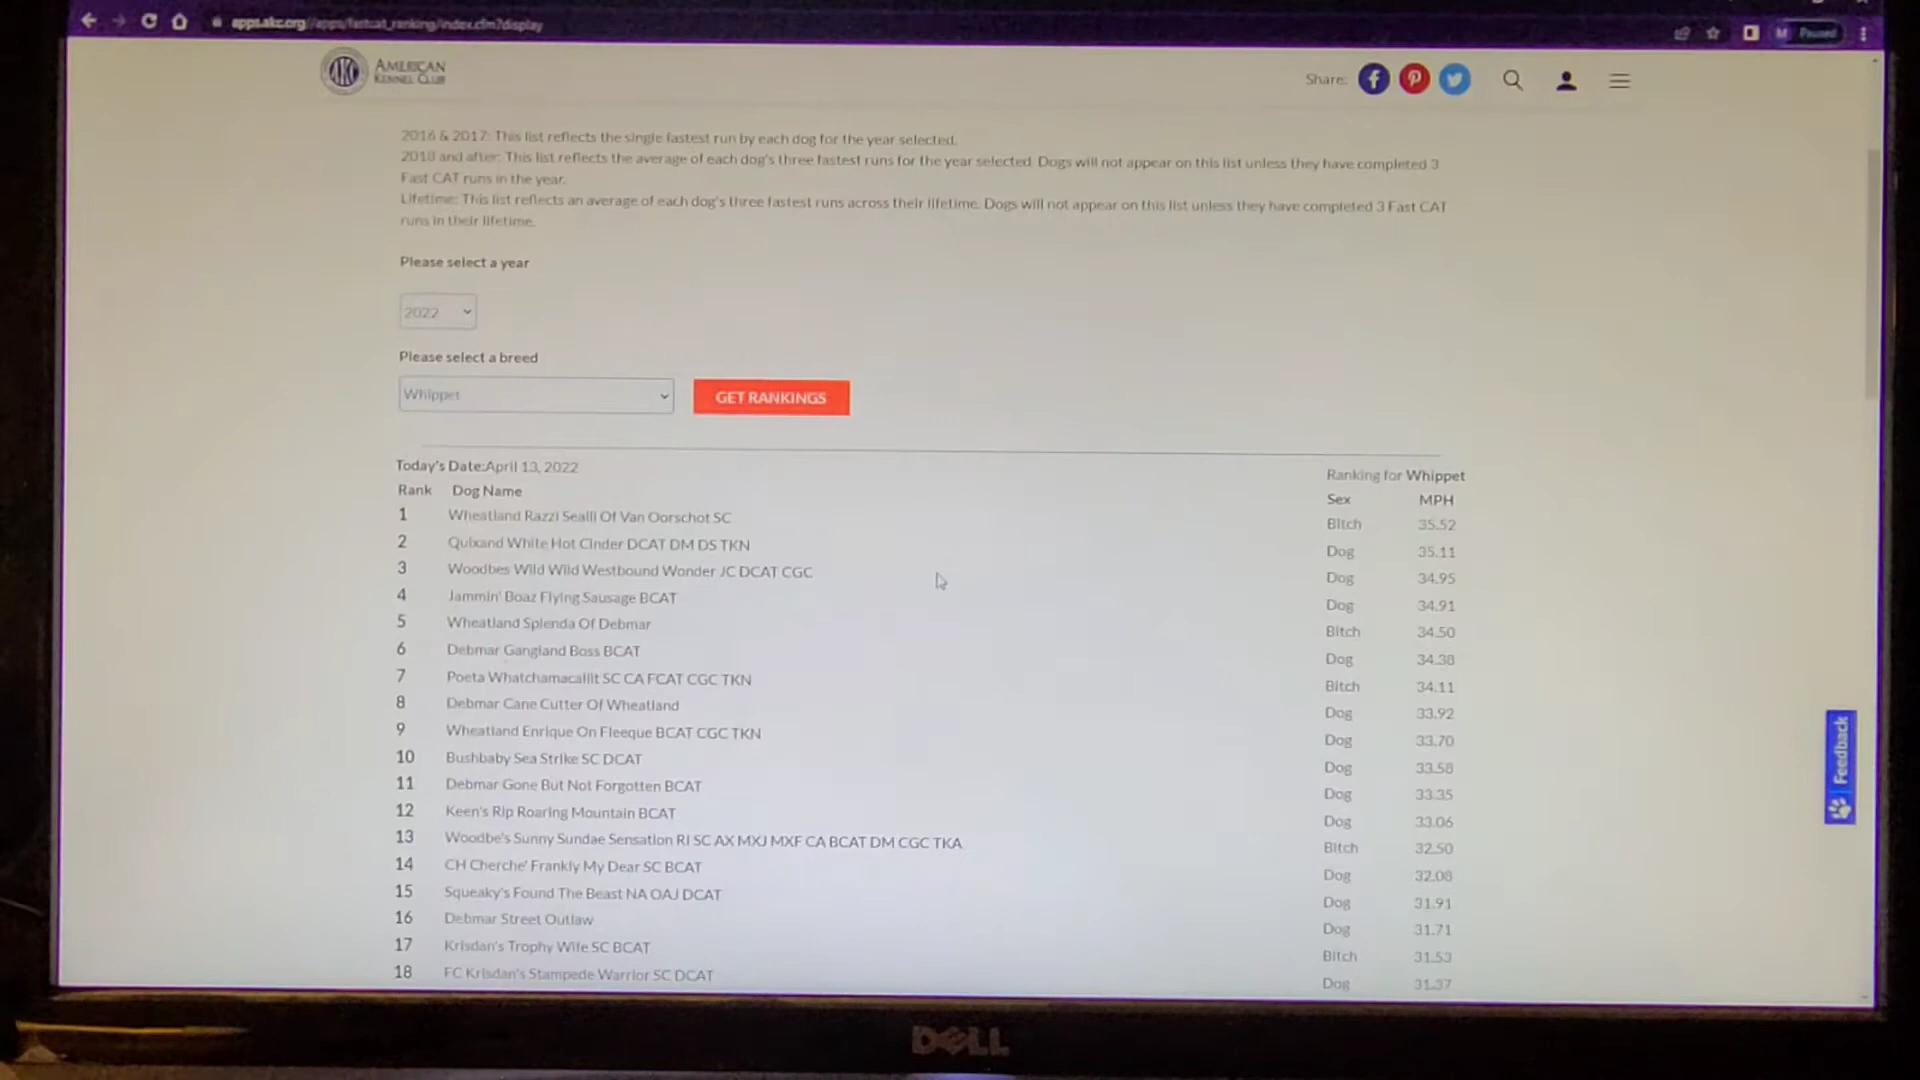 apps.akc.org//apps/fastcat_ranking/index.cfm?display
M Paused
AKC AMERICAN KENNEL CLUB
Share:
2016 & 2017: This list reflects the single fastest run by each dog for the year selected.
2018 and after: This list reflects the average of each dog's three fastest runs for the year selected. Dogs will not appear on this list unless they have completed 3
Fast CAT runs in the year.
Lifetime: This list reflects an average of each dog's three fastest runs across their lifetime. Dogs will not appear on this list unless they have completed 3 Fast CAT
runs in their lifetime.
Please select a year
2022
Please select a breed
Whippet GET RANKINGS
Today's Date:April 13, 2022 Ranking for Whippet
Rank Dog Name Sex MPH
1 Wheatland Razzi Sealli Of Van Oorschot SC Bitch 35.52
2 Quixand White Hot Cinder DCAT DM DS TKN Dog 35.11
3 Woodbes Wild Wild Westbound Wonder JC DCAT CGC Dog 34.95
4 Jammin' Boaz Flying Sausage BCAT Dog 34.91
5 Wheatland Splenda Of Debmar Bitch 34.50
6 Debmar Gangland Boss BCAT Dog 34.38
7 Poeta Whatchamacallit SC CA FCAT CGC TKN Bitch 34.11
8 Debmar Cane Cutter Of Wheatland Dog 33.92
9 Wheatland Enrique On Fleeque BCAT CGC TKN Dog 33.70
10 Bushbaby Sea Strike SC DCAT Dog 33.58
11 Debmar Gone But Not Forgotten BCAT Dog 33.35
12 Keen's Rip Roaring Mountain BCAT Dog 33.06
13 Woodbe's Sunny Sundae Sensation RI SC AX MXJ MXF CA BCAT DM CGC TKA Bitch 32.50
14 CH Cherche' Frankly My Dear SC BCAT Dog 32.08
15 Squeaky's Found The Beast NA OAJ DCAT Dog 31.91
16 Debmar Street Outlaw Dog 31.71
17 Krisdan's Trophy Wife SC BCAT Bitch 31.53
18 FC Krisdan's Stampede Warrior SC DCAT Dog 31.37
Feedback
DELL